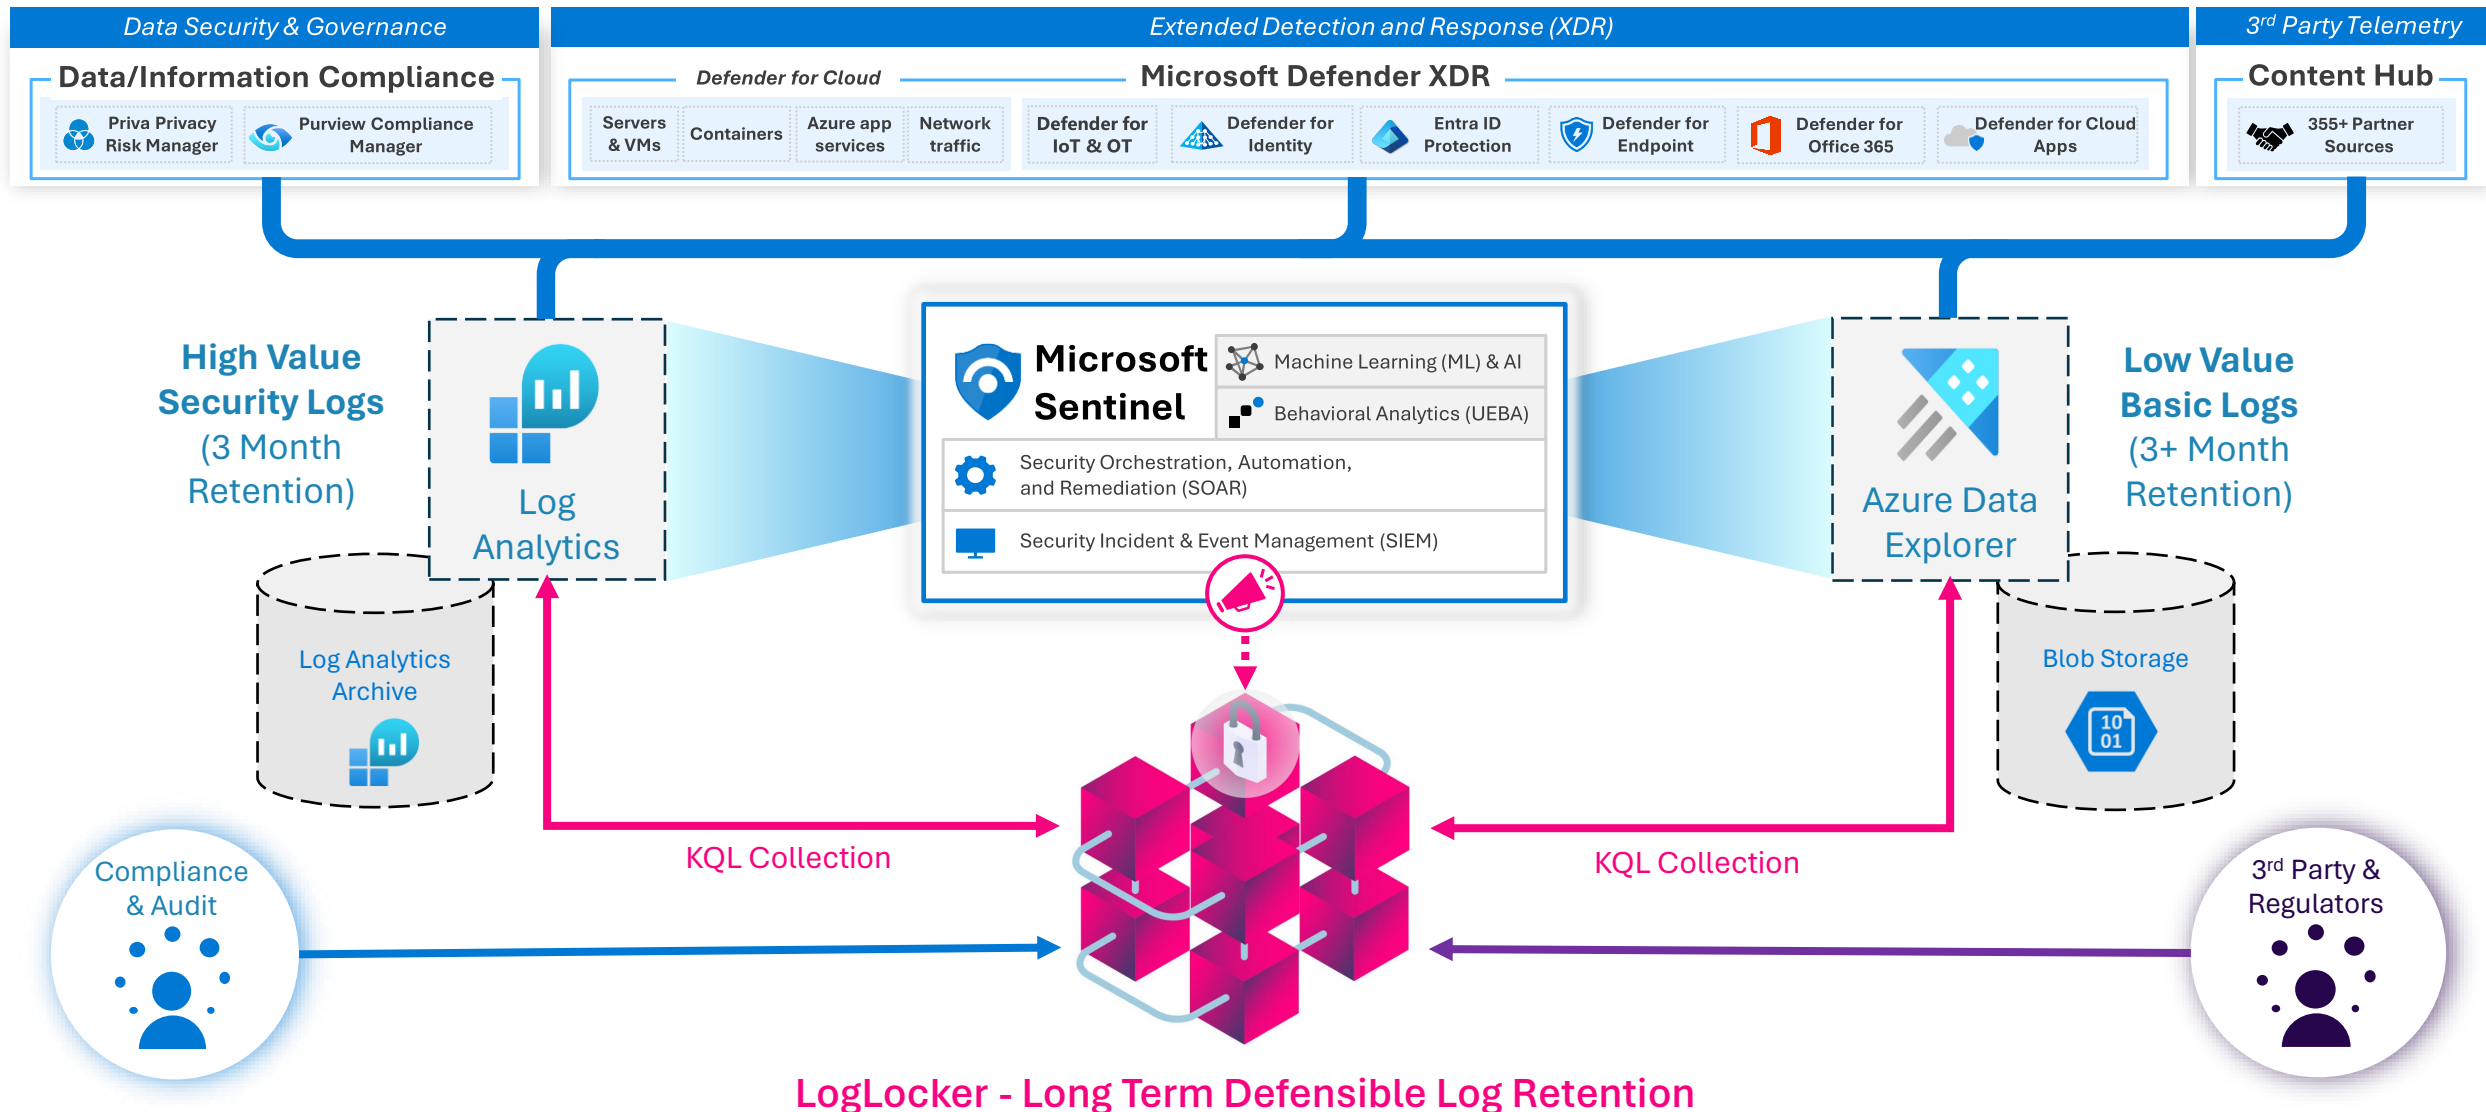 Data Security & Governance
Extended Detection and Response (XDR)
3rd Party Telemetry
Data/Information Compliance
Defender for Cloud
Microsoft Defender XDR
Content Hub
Priva Privacy
Risk Manager
Purview Compliance
Manager
Servers
& VMs
Containers
Azure app
services
Network
traffic
Defender for
IoT & OT
Defender for
Identity
Entra ID
Protection
Defender for
Endpoint
Defender for
Office 365
Defender for Cloud
Apps
355+ Partner
Sources
High Value
Security Logs
(3 Month
Retention)
Log
Analytics
Microsoft
Sentinel
Machine Learning (ML) & AI
Behavioral Analytics (UEBA)
Security Orchestration, Automation,
and Remediation (SOAR)
Security Incident & Event Management (SIEM)
Azure Data
Explorer
Low Value
Basic Logs
(3+ Month
Retention)
Log Analytics
Archive
Blob Storage
10
01
KQL Collection
KQL Collection
Compliance
& Audit
3rd Party &
Regulators
LogLocker - Long Term Defensible Log Retention